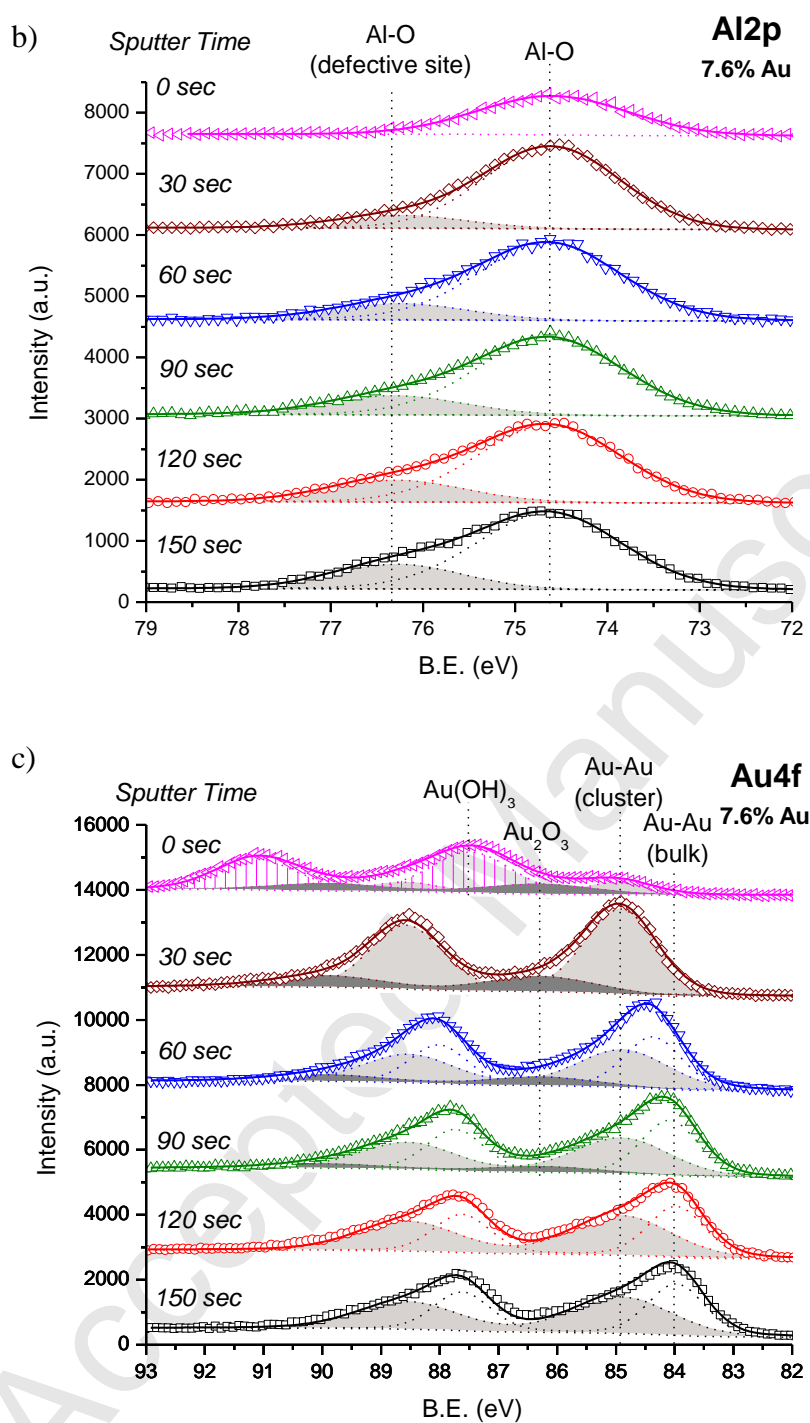 b)
Sputter Time
Al-O
(defective site)
Al-O
Al2p
7.6% Au
0 sec
30 sec
60 sec
90 sec
120 sec
150 sec
8000
7000
6000
5000
4000
3000
2000
1000
0
Intensity (a.u.)
79 78 77 76 75 74 73 72
B.E. (eV)
c)
Sputter Time
Au(OH)3
Au2O3
Au-Au
(cluster)
Au-Au
(bulk)
Au4f
7.6% Au
0 sec
30 sec
60 sec
90 sec
120 sec
150 sec
16000
14000
12000
10000
8000
6000
4000
2000
0
Intensity (a.u.)
93 92 91 90 89 88 87 86 85 84 83 82
B.E. (eV)
Accepted Manusc